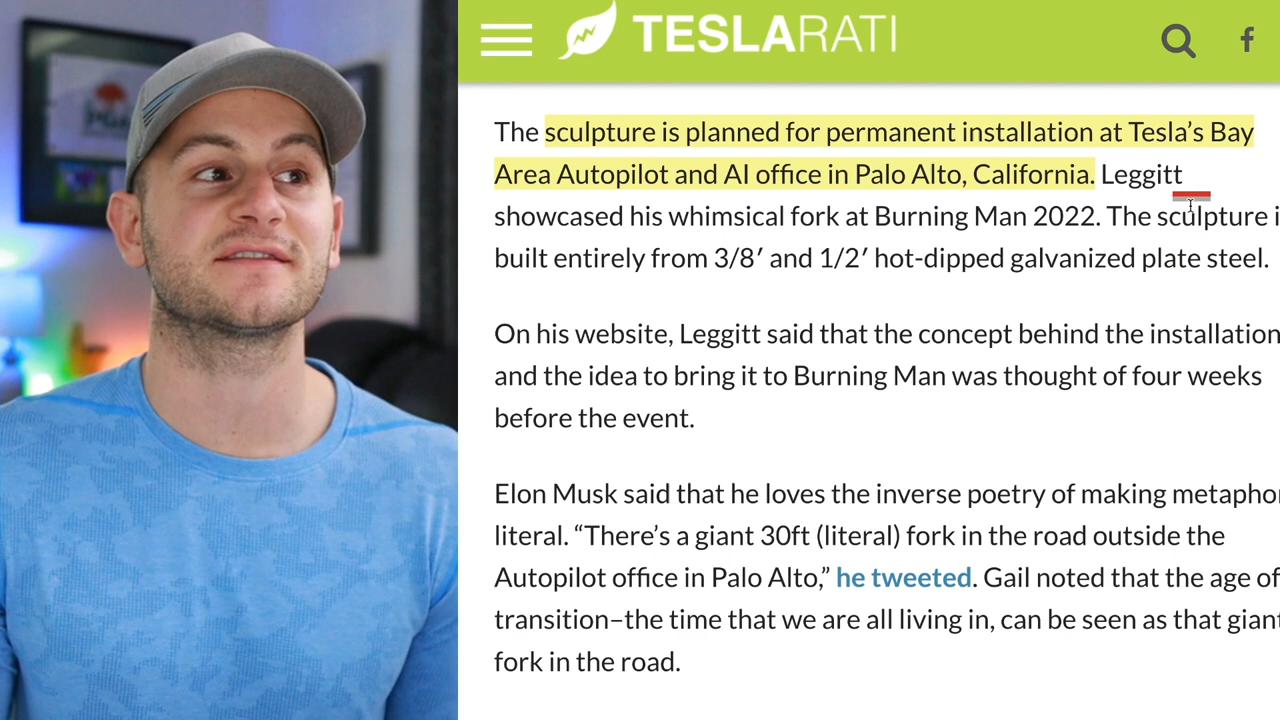 TESLARATI
The sculpture is planned for permanent installation at Tesla’s Bay
Area Autopilot and AI office in Palo Alto, California. Leggitt
showcased his whimsical fork at Burning Man 2022. The sculpture i
built entirely from 3/8′ and 1/2′ hot-dipped galvanized plate steel.
On his website, Leggitt said that the concept behind the installation
and the idea to bring it to Burning Man was thought of four weeks
before the event.
Elon Musk said that he loves the inverse poetry of making metaphor
literal. “There’s a giant 30ft (literal) fork in the road outside the
Autopilot office in Palo Alto,” he tweeted. Gail noted that the age of
transition–the time that we are all living in, can be seen as that giant
fork in the road.